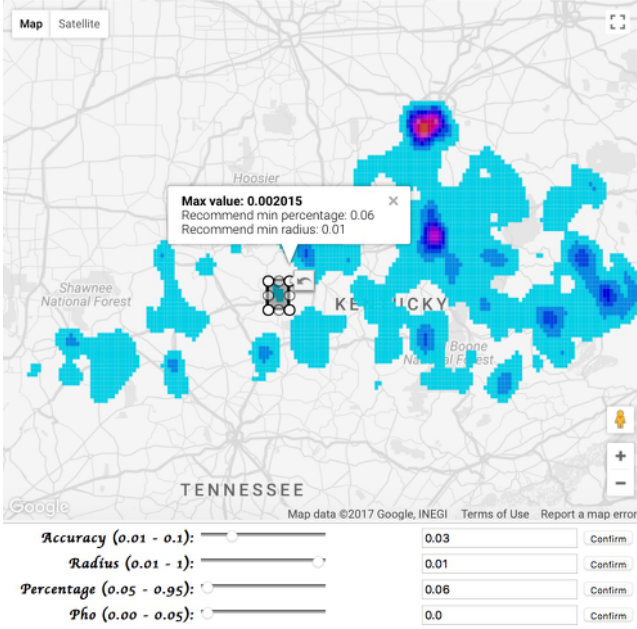 Map Satellite
Hoosier
Max value: 0.002015
Recommend min percentage: 0.06
Recommend min radius: 0.01
Shawnee
National Forest
KENTUCKY
Boone
National Forest
TENNESSEE
Google
Map data ©2017 Google, INEGI Terms of Use Report a map error
Accuracy (0.01 - 0.1): 0.03 Confirm
Radius (0.01 - 1): 0.01 Confirm
Percentage (0.05 - 0.95): 0.06 Confirm
Pho (0.00 - 0.05): 0.0 Confirm